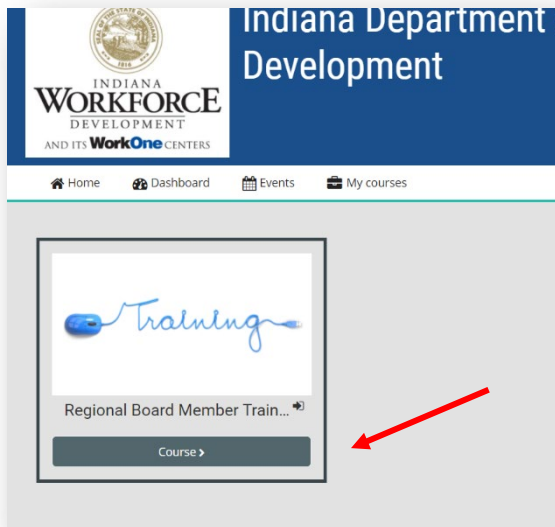 Indiana Department
Development
INDIANA
WORKFORCE
DEVELOPMENT
AND ITS WorkOne CENTERS
Home Dashboard Events My courses
Training
Regional Board Member Train...
Course